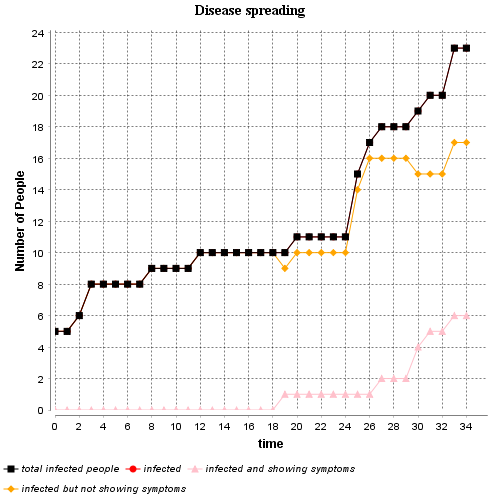 Disease spreading
Number of People
24
22
20
18
16
14
12
10
8
6
4
2
0
0 2 4 6 8 10 12 14 16 18 20 22 24 26 28 30 32 34
time
total infected people infected infected and showing symptoms
infected but not showing symptoms